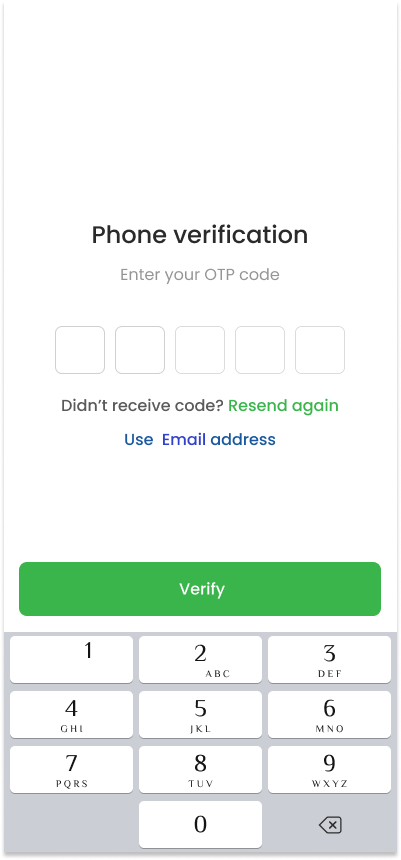 Phone verification
Enter your OTP code
Didn't receive code? Resend again
Use Email address
Verify
1 2 3
ABC DEF
4 5 6
GHI JKL MNO
7 8 9
PQRS TUV WXYZ
0